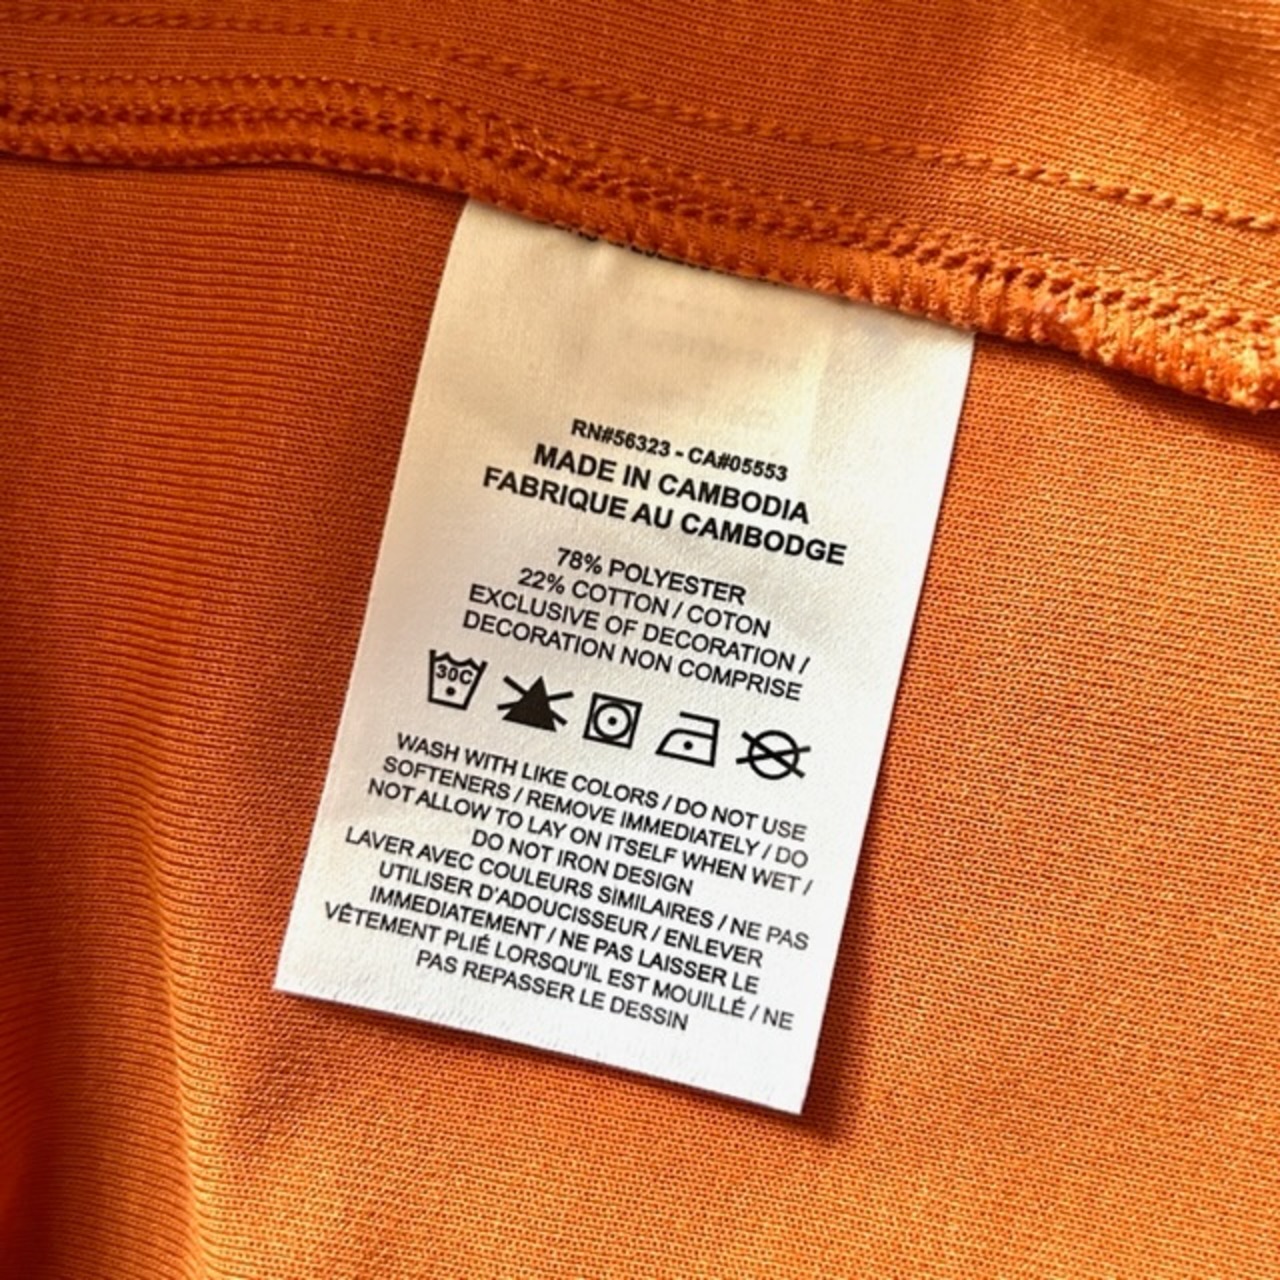 RN#56323 - CA#05553
MADE IN CAMBODIA
FABRIQUE AU CAMBODGE
78% POLYESTER
22% COTTON / COTON
EXCLUSIVE OF DECORATION /
DECORATION NON COMPRISE
30C
WASH WITH LIKE COLORS / DO NOT USE
SOFTENERS / REMOVE IMMEDIATELY / DO
NOT ALLOW TO LAY ON ITSELF WHEN WET /
DO NOT IRON DESIGN
LAVER AVEC COULEURS SIMILAIRES / NE PAS
UTILISER D'ADOUCISSEUR / ENLEVER
IMMEDIATEMENT / NE PAS LAISSER LE
VÊTEMENT PLIÉ LORSQU'IL EST MOUILLÉ / NE
PAS REPASSER LE DESSIN